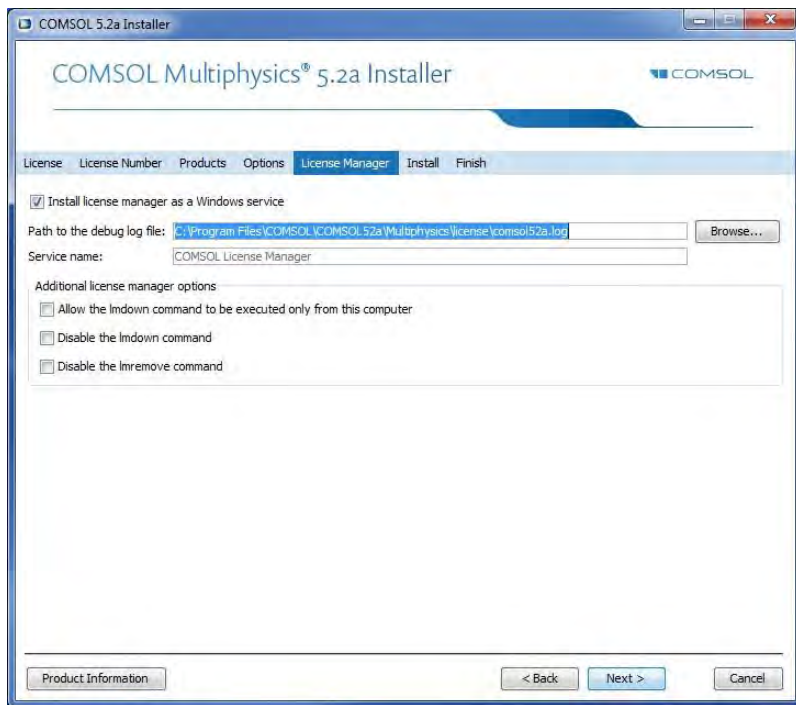 COMSOL 5.2a Installer
COMSOL Multiphysics® 5.2a Installer
COMSOL
License License Number Products Options License Manager Install Finish
Install license manager as a Windows service
Path to the debug log file: C:\Program Files\COMSOL\COMSOL52a\Multiphysics\license\comsol52a.log Browse...
Service name: COMSOL License Manager
Additional license manager options
Allow the lmdown command to be executed only from this computer
Disable the lmdown command
Disable the lmremove command
Product Information < Back Next > Cancel